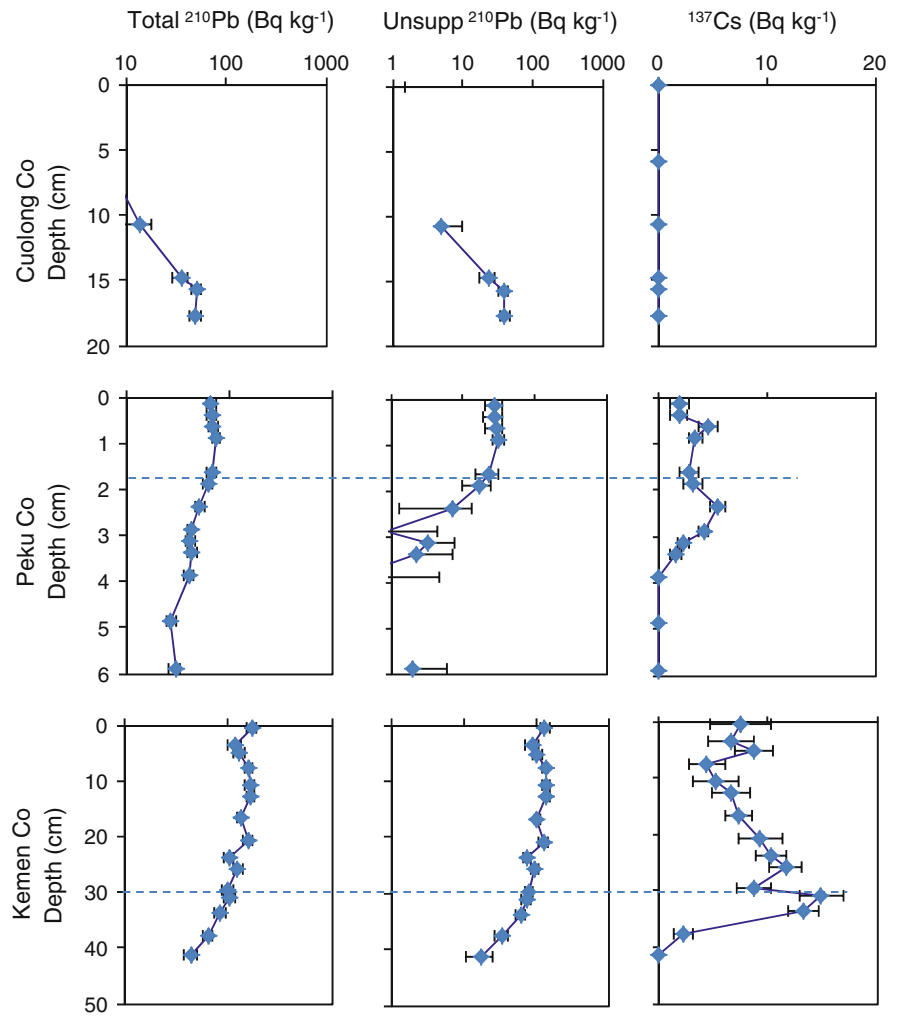 Total ²¹⁰Pb (Bq kg⁻¹) Unsupp ²¹⁰Pb (Bq kg⁻¹) ¹³⁷Cs (Bq kg⁻¹)
10 100 1000 1 10 100 1000 0 10 20
Cuolong Co
Depth (cm)
0
5
10
15
20
Peku Co
Depth (cm)
0
1
2
3
4
5
6
Kemen Co
Depth (cm)
0
10
20
30
40
50